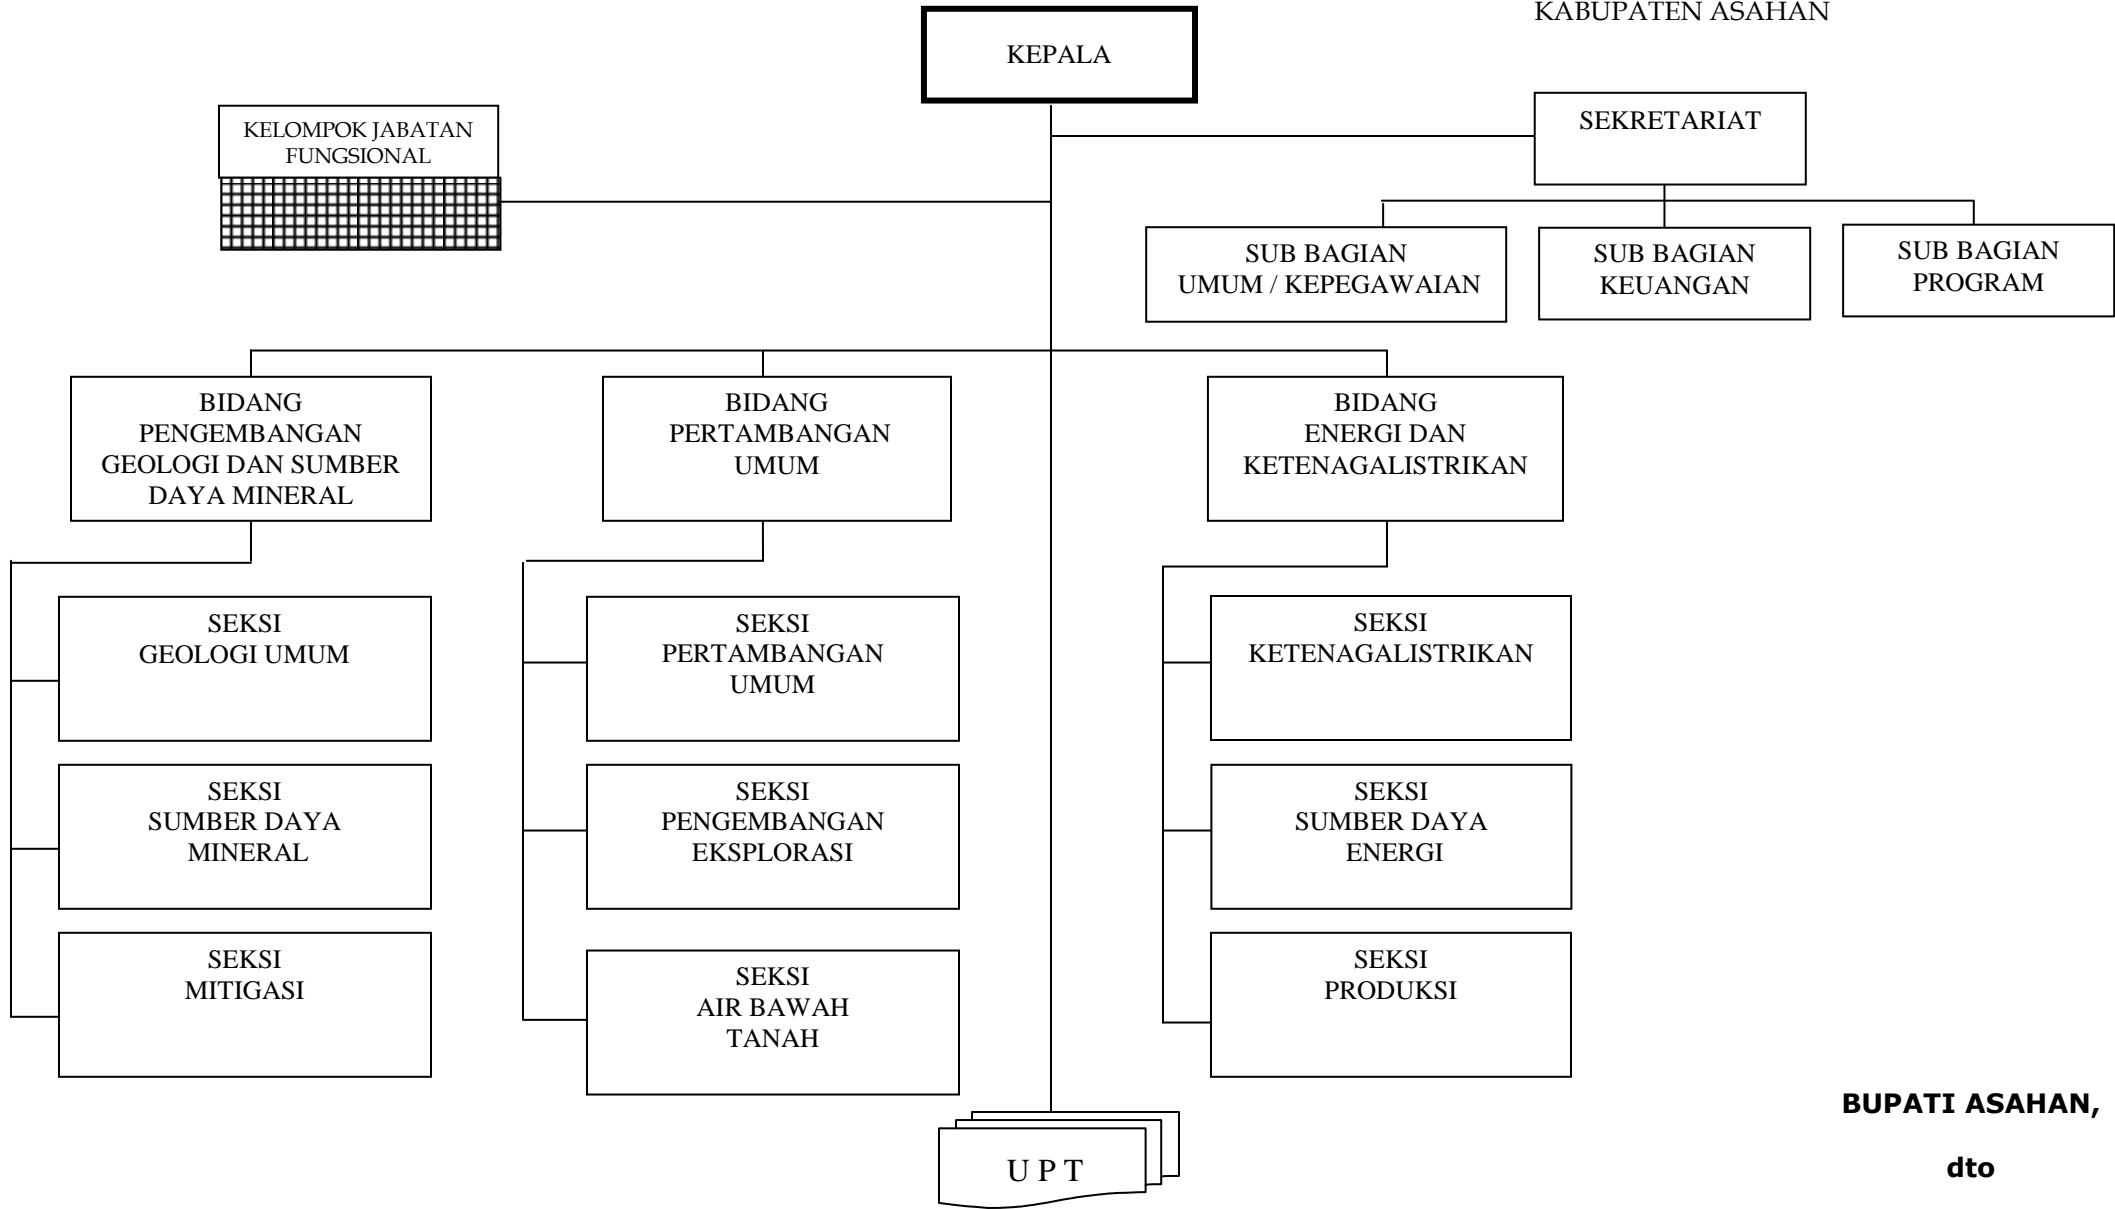 KABUPATEN ASAHAN
KEPALA
KELOMPOK JABATAN
FUNGSIONAL
SEKRETARIAT
SUB BAGIAN
UMUM / KEPEGAWAIAN
SUB BAGIAN
KEUANGAN
SUB BAGIAN
PROGRAM
BIDANG
PENGEMBANGAN
GEOLOGI DAN SUMBER
DAYA MINERAL
BIDANG
PERTAMBANGAN
UMUM
BIDANG
ENERGI DAN
KETENAGALISTRIKAN
SEKSI
GEOLOGI UMUM
SEKSI
PERTAMBANGAN
UMUM
SEKSI
KETENAGALISTRIKAN
SEKSI
SUMBER DAYA
MINERAL
SEKSI
PENGEMBANGAN
EKSPLORASI
SEKSI
SUMBER DAYA
ENERGI
SEKSI
MITIGASI
SEKSI
AIR BAWAH
TANAH
SEKSI
PRODUKSI
U P T
BUPATI ASAHAN,
dto